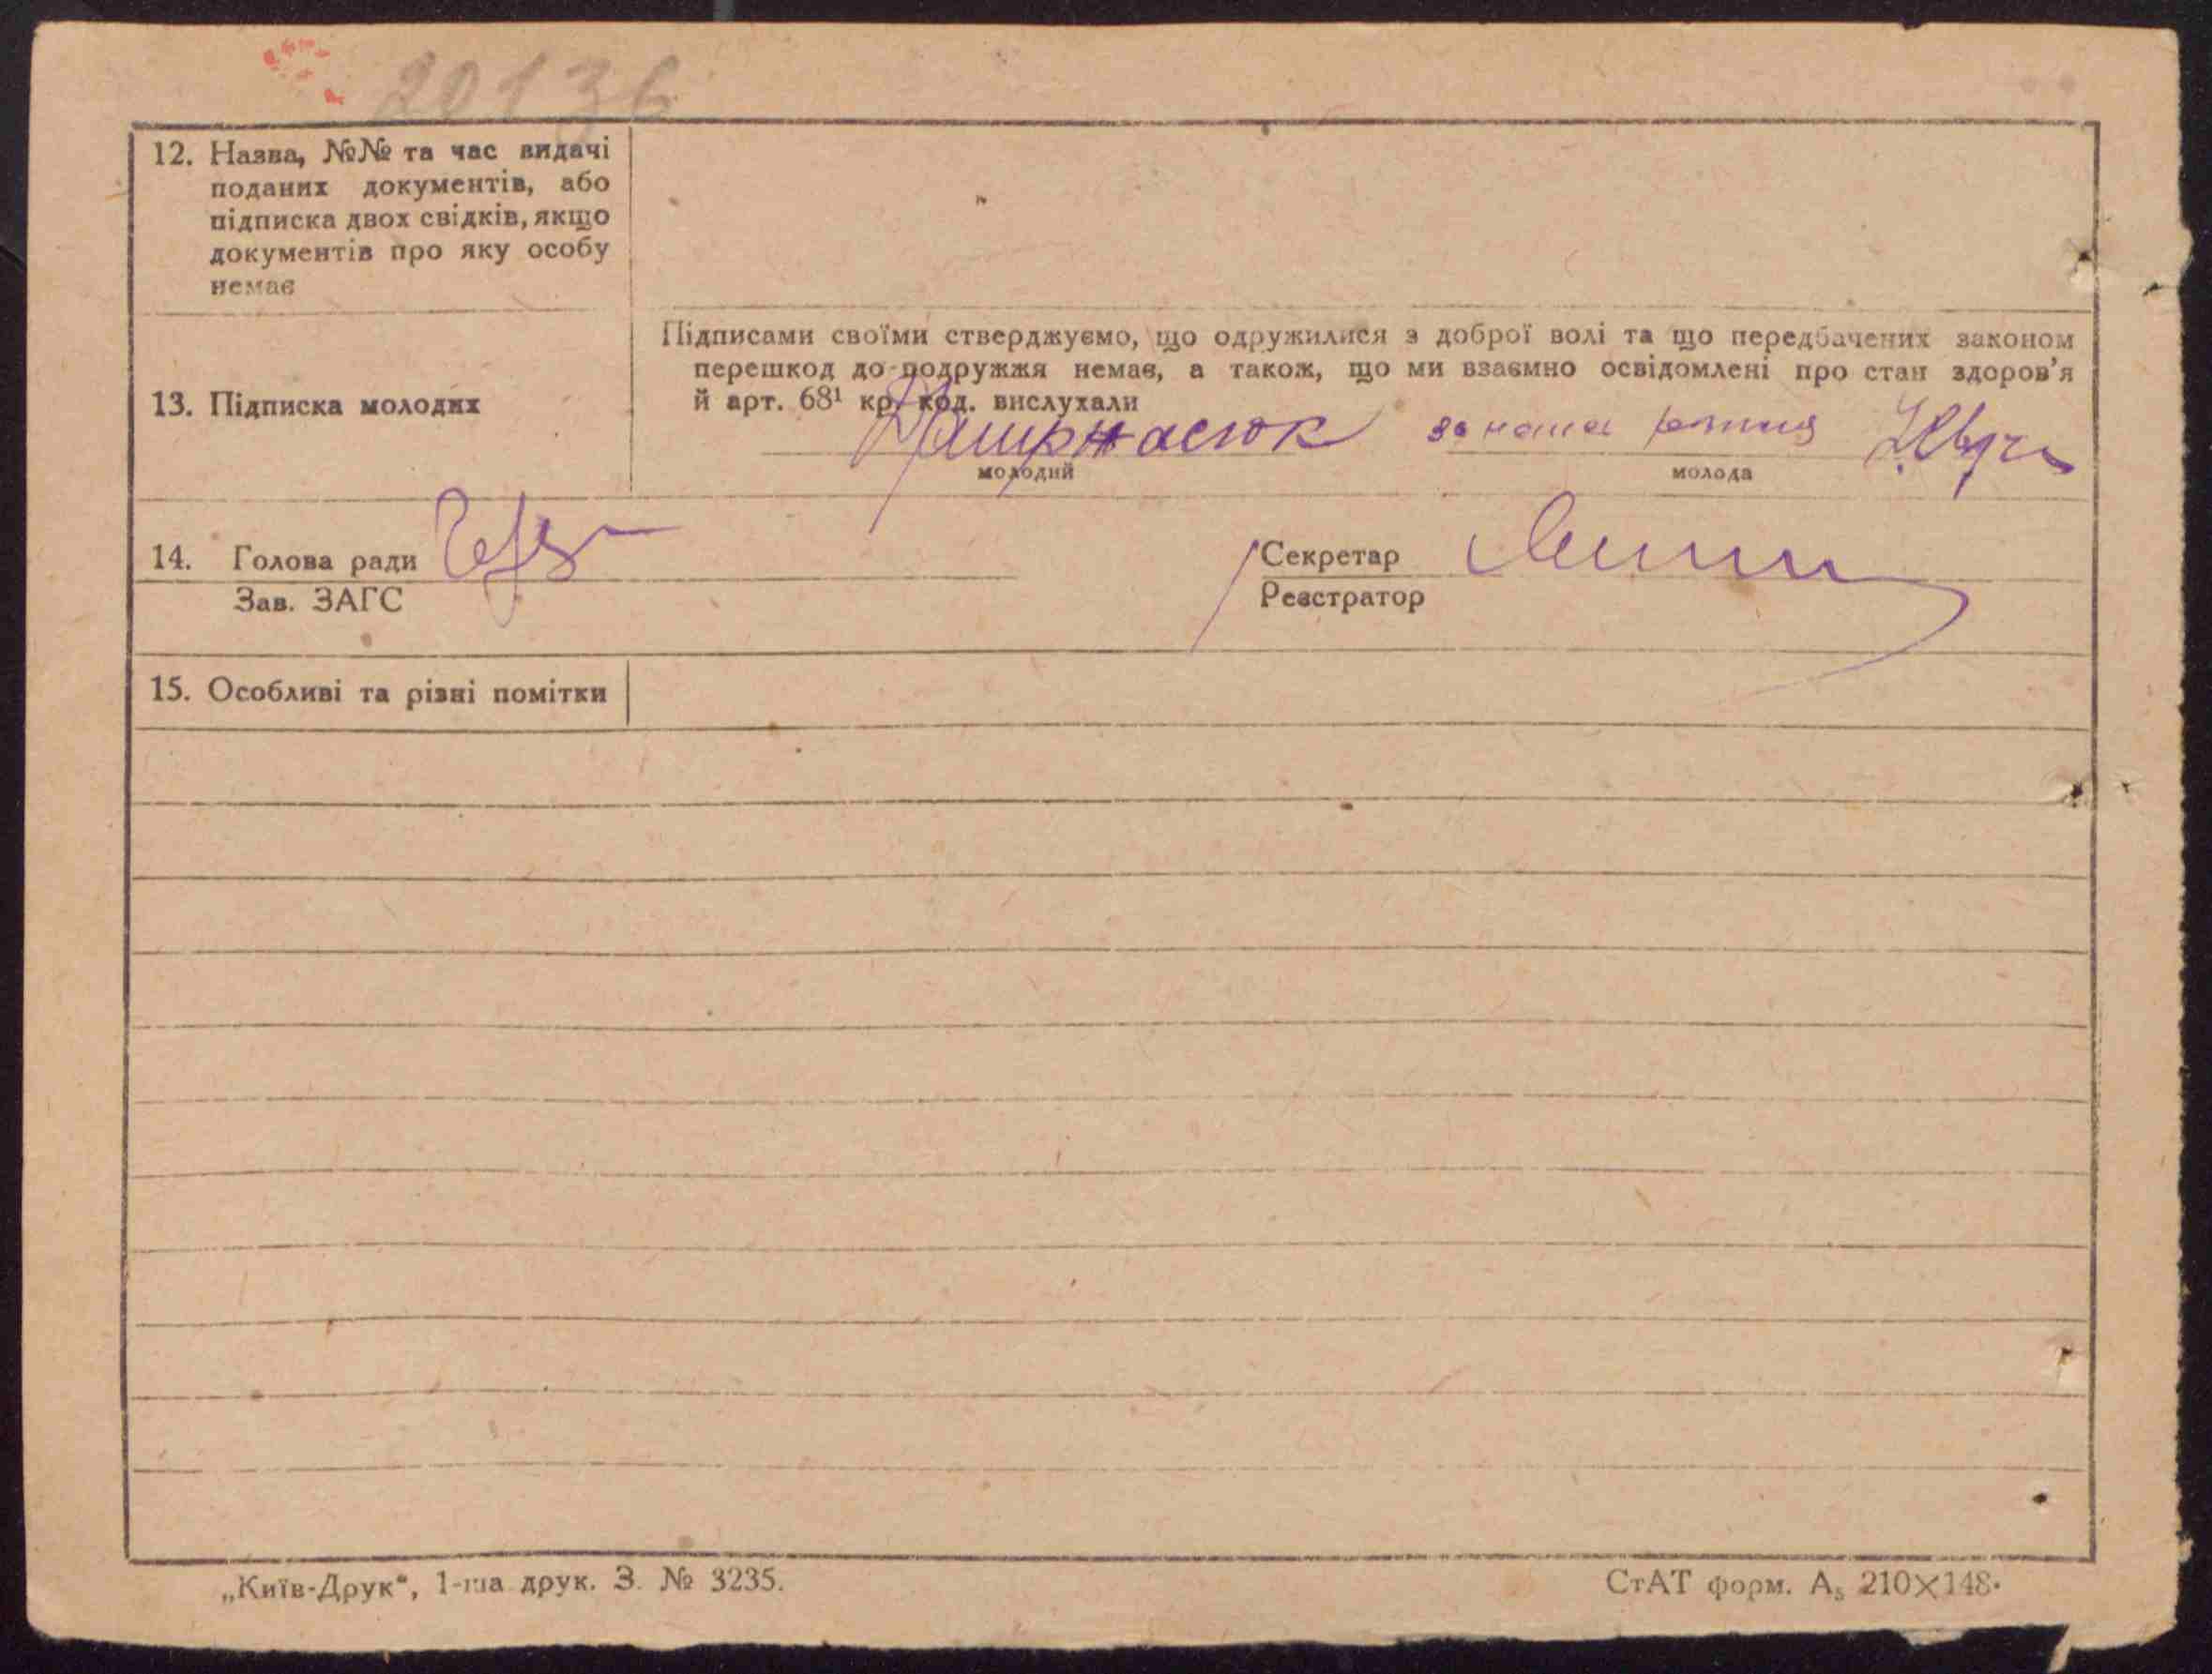 20136
12. Назва, №№ та час видачі
поданих документів, або
підписка двох свідків, якщо
документів про яку особу
немає
Підписами своїми стверджуємо, що одружилися з доброї волі та що передбачених законом
перешкод до подружжя немає, а також, що ми взаємно освідомлені про стан здоров'я
й арт. 68¹ кр. код. вислухали
13. Підписка молодих
молодий
молода
14. Голова ради
Секретар
Зав. ЗАГС
Реєстратор
15. Особливі та різні помітки
„Київ-Друк“, 1-ша друк. З. № 3235.
СтАТ форм. А₅ 210×148.